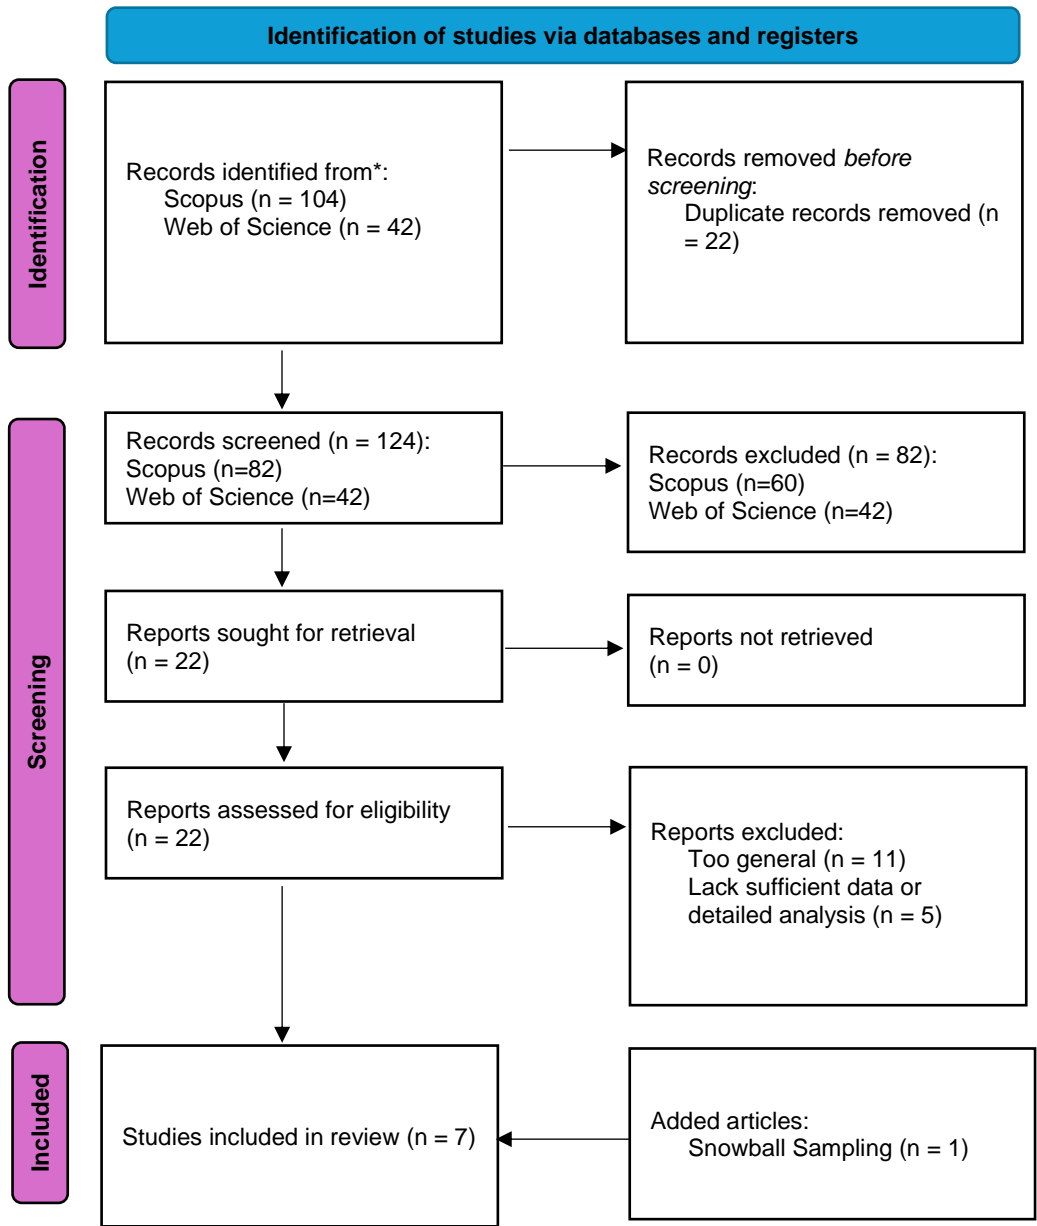 Identification of studies via databases and registers
Identification
Records identified from*:
Scopus (n = 104)
Web of Science (n = 42)
Records removed before
screening:
Duplicate records removed (n
= 22)
Screening
Records screened (n = 124):
Scopus (n=82)
Web of Science (n=42)
Records excluded (n = 82):
Scopus (n=60)
Web of Science (n=42)
Reports sought for retrieval
(n = 22)
Reports not retrieved
(n = 0)
Reports assessed for eligibility
(n = 22)
Reports excluded:
Too general (n = 11)
Lack sufficient data or
detailed analysis (n = 5)
Included
Studies included in review (n = 7)
Added articles:
Snowball Sampling (n = 1)